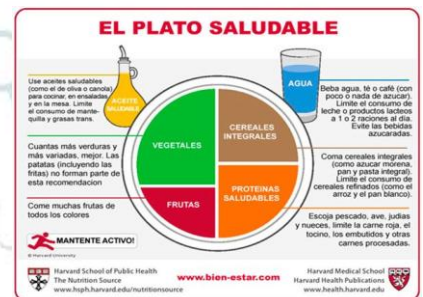 EL PLATO SALUDABLE
Use aceites saludables
(como el de oliva o canola)
para cocinar, en ensaladas
y en la mesa. Limite
el consumo de mante-
quilla y grasas trans.
ACEITE
SALUDABLE
AGUA
Beba agua, té o café (con
poco o nada de azucar).
Limite el consumo de
leche o productos lacteos
a 1 o 2 raciones al día.
Evite las bebidas
azucaradas.
VEGETALES
CEREALES
INTEGRALES
Cuantas más verduras y
más variadas, mejor. Las
patatas (incluyendo las
fritas) no forman parte de
esta recomendacion
Coma cereales integrales
(como azucar morena,
pan y pasta integral).
Limite el consumo de
cereales refinados (como el
arroz y el pan blanco).
FRUTAS
PROTEINAS
SALUDABLES
Come muchas frutas de
todos los colores
Escoja pescado, ave, judias
y nueces, limite la carne roja, el
tocino, los embutidos y otras
carnes procesadas.
MANTENTE ACTIVO!
© Harvard University
Harvard School of Public Health
The Nutrition Source
www.hsph.harvard.edu/nutritionsource
www.bien-estar.com
Harvard Medical School
Harvard Health Publications
www.health.harvard.edu